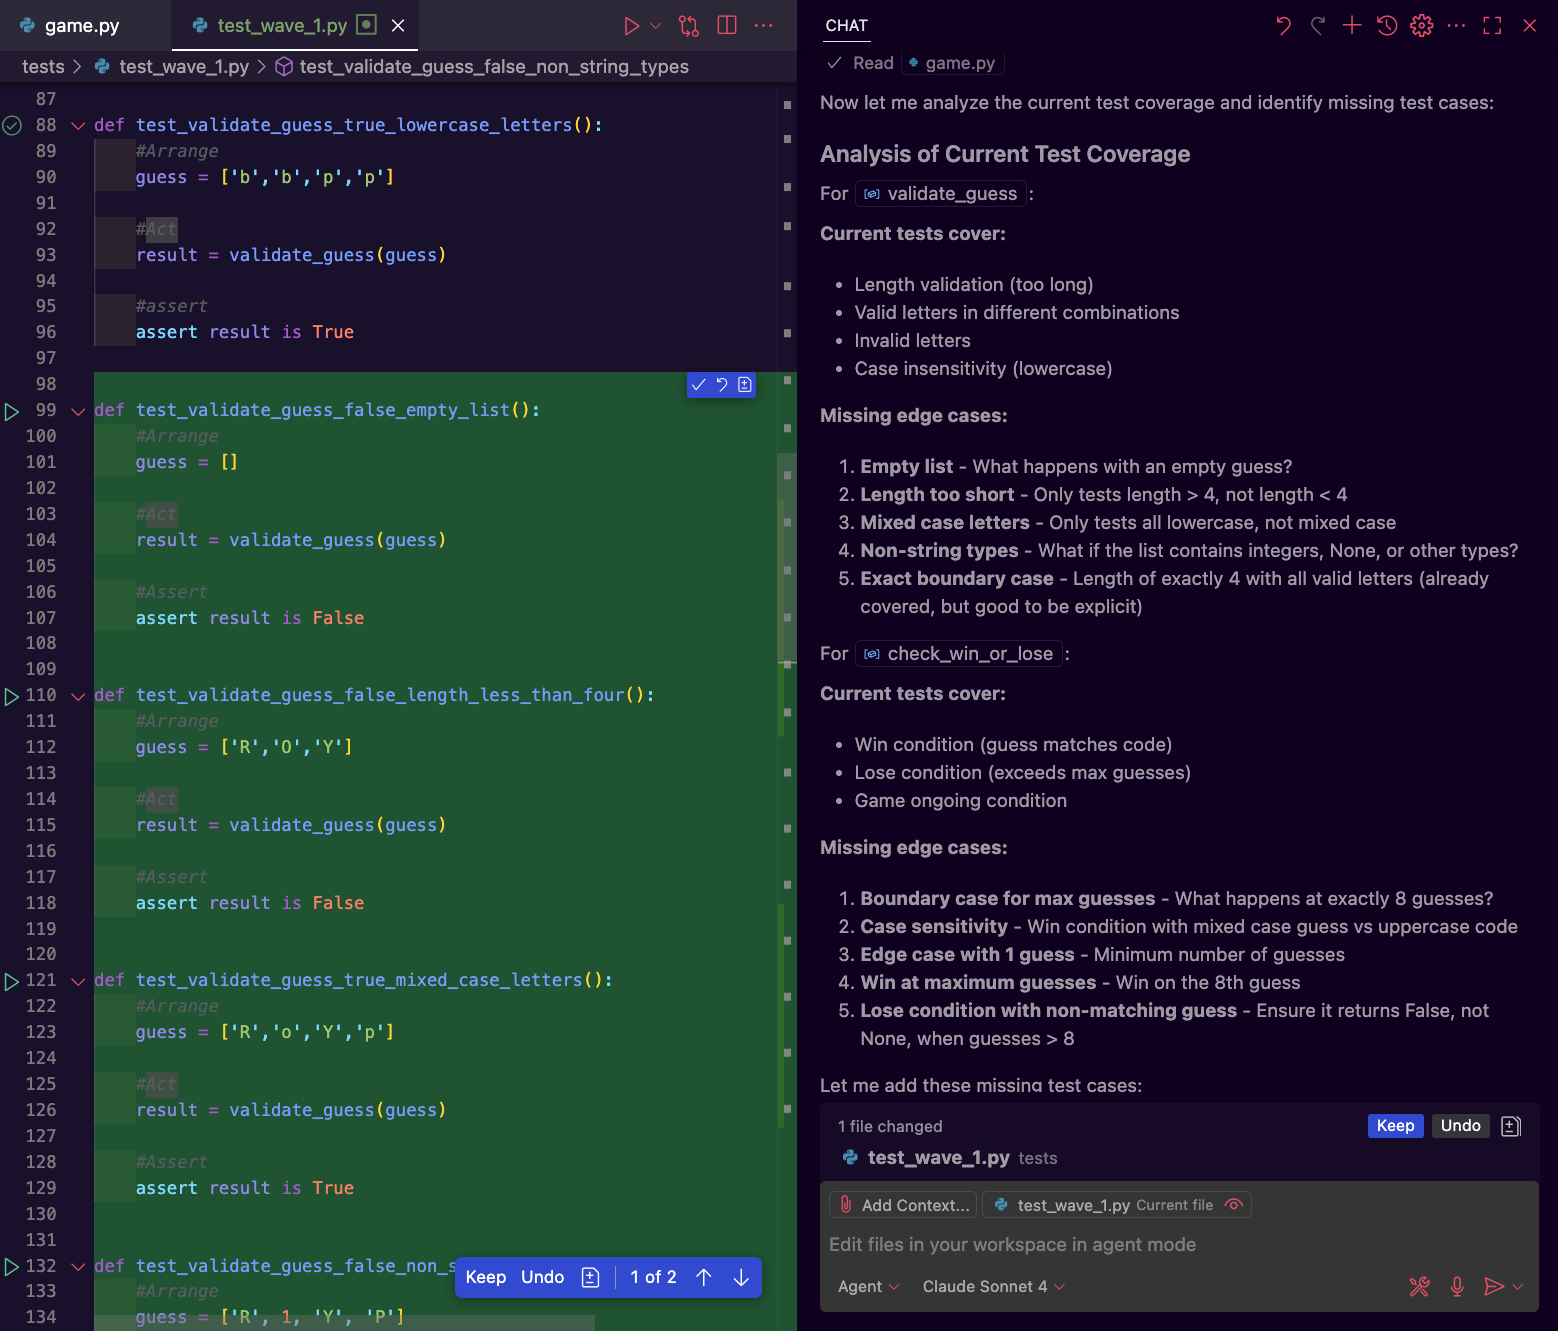 game.py
test_wave_1.py
tests > test_wave_1.py > test_validate_guess_false_non_string_types
87
88 def test_validate_guess_true_lowercase_letters():
89 #Arrange
90 guess = ['b','b','p','p']
91
92 #Act
93 result = validate_guess(guess)
94
95 #assert
96 assert result is True
97
98
99 def test_validate_guess_false_empty_list():
100 #Arrange
101 guess = []
102
103 #Act
104 result = validate_guess(guess)
105
106 #Assert
107 assert result is False
108
109
110 def test_validate_guess_false_length_less_than_four():
111 #Arrange
112 guess = ['R','O','Y']
113
114 #Act
115 result = validate_guess(guess)
116
117 #Assert
118 assert result is False
119
120
121 def test_validate_guess_true_mixed_case_letters():
122 #Arrange
123 guess = ['R','o','Y','p']
124
125 #Act
126 result = validate_guess(guess)
127
128 #Assert
129 assert result is True
130
131
132 def test_validate_guess_false_non_s
133 #Arrange
134 guess = ['R', 1, 'Y', 'P']
Keep Undo 1 of 2
CHAT
Read game.py
Now let me analyze the current test coverage and identify missing test cases:
Analysis of Current Test Coverage
For validate_guess :
Current tests cover:
• Length validation (too long)
• Valid letters in different combinations
• Invalid letters
• Case insensitivity (lowercase)
Missing edge cases:
1. Empty list - What happens with an empty guess?
2. Length too short - Only tests length > 4, not length < 4
3. Mixed case letters - Only tests all lowercase, not mixed case
4. Non-string types - What if the list contains integers, None, or other types?
5. Exact boundary case - Length of exactly 4 with all valid letters (already
covered, but good to be explicit)
For check_win_or_lose :
Current tests cover:
• Win condition (guess matches code)
• Lose condition (exceeds max guesses)
• Game ongoing condition
Missing edge cases:
1. Boundary case for max guesses - What happens at exactly 8 guesses?
2. Case sensitivity - Win condition with mixed case guess vs uppercase code
3. Edge case with 1 guess - Minimum number of guesses
4. Win at maximum guesses - Win on the 8th guess
5. Lose condition with non-matching guess - Ensure it returns False, not
None, when guesses > 8
Let me add these missing test cases:
1 file changed Keep Undo
test_wave_1.py tests
Add Context... test_wave_1.py Current file
Edit files in your workspace in agent mode
Agent Claude Sonnet 4